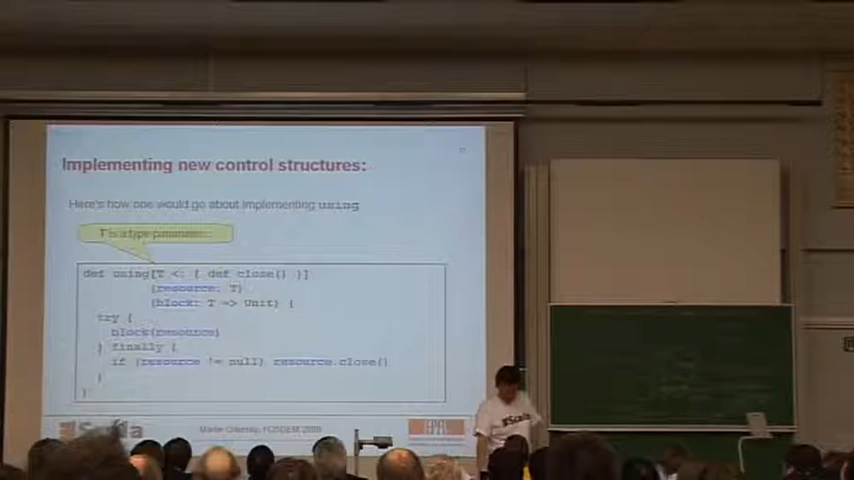 Implementing new control structures:
Here's how one would go about implementing using
T is a type parameter...
def using[T <: { def close() }]
(resource: T)
(block: T => Unit) {
try {
block(resource)
} finally {
if (resource != null) resource.close()
}
}
Scala
Martin Odersky, FOSDEM 2009
EPFL
Scala